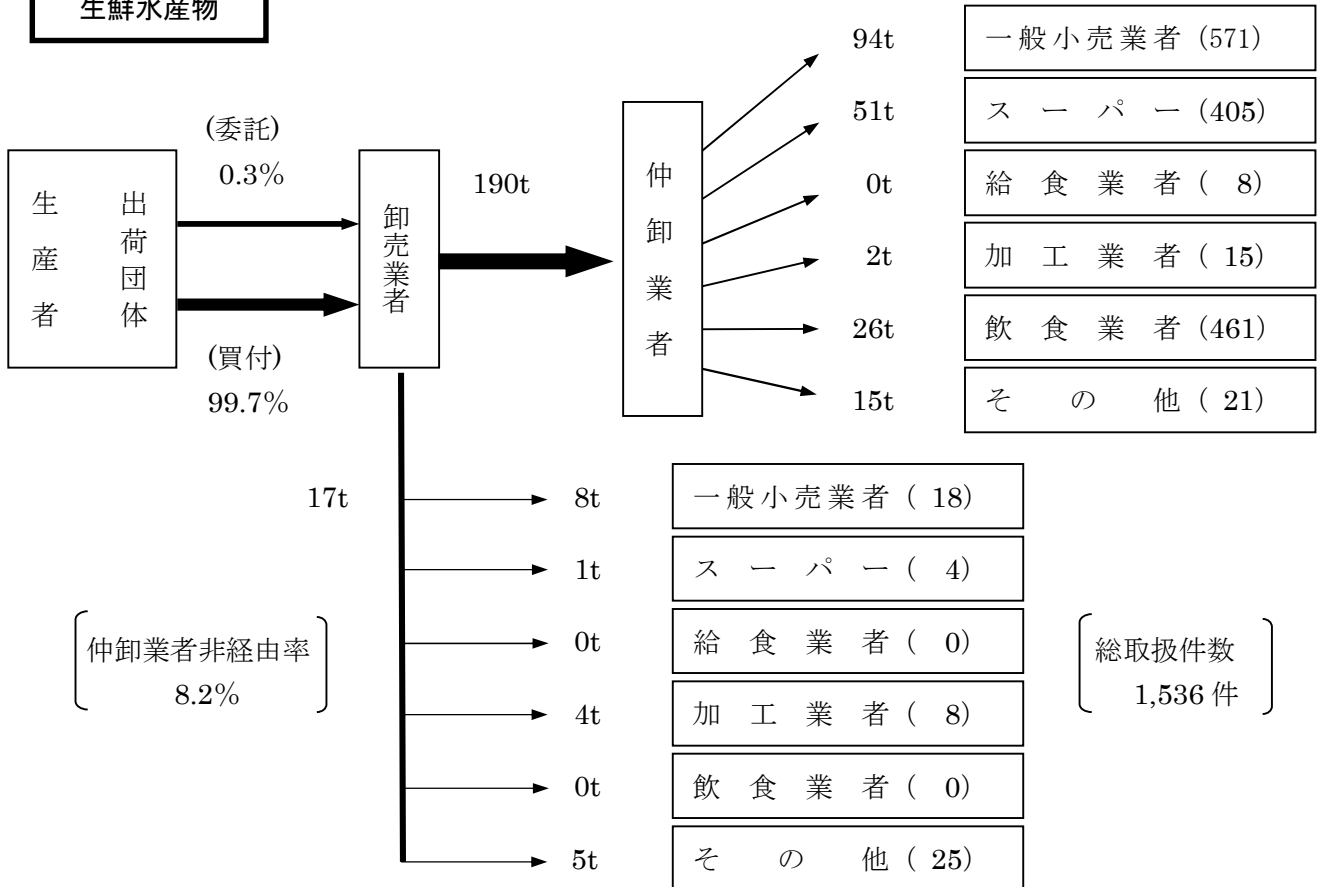 生鮮水産物
(委託)
0.3%
生産者 出荷団体
(買付)
99.7%
卸売業者
190t
仲卸業者
94t 一般小売業者 (571)
51t スーパー (405)
0t 給食業者 ( 8)
2t 加工業者 ( 15)
26t 飲食業者 (461)
15t その他 ( 21)
17t
8t 一般小売業者 ( 18)
1t スーパー ( 4)
0t 給食業者 ( 0)
4t 加工業者 ( 8)
0t 飲食業者 ( 0)
5t その他 ( 25)
仲卸業者非経由率
8.2%
総取扱件数
1,536 件